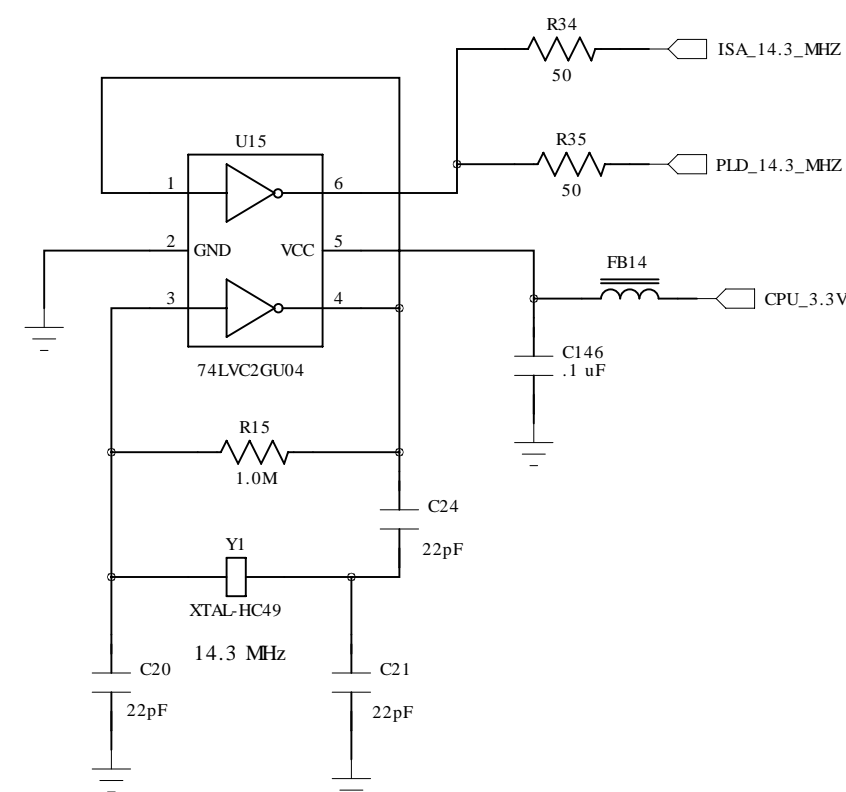 R34
ISA_14.3_MHZ
50
U15
R35
1
6
PLD_14.3_MHZ
50
2
GND
VCC
5
FB14
3
4
CPU_3.3V
C146
.1 uF
74LVC2GU04
R15
1.0M
C24
Y1
22pF
XTAL-HC49
14.3 MHz
C20
C21
22pF
22pF